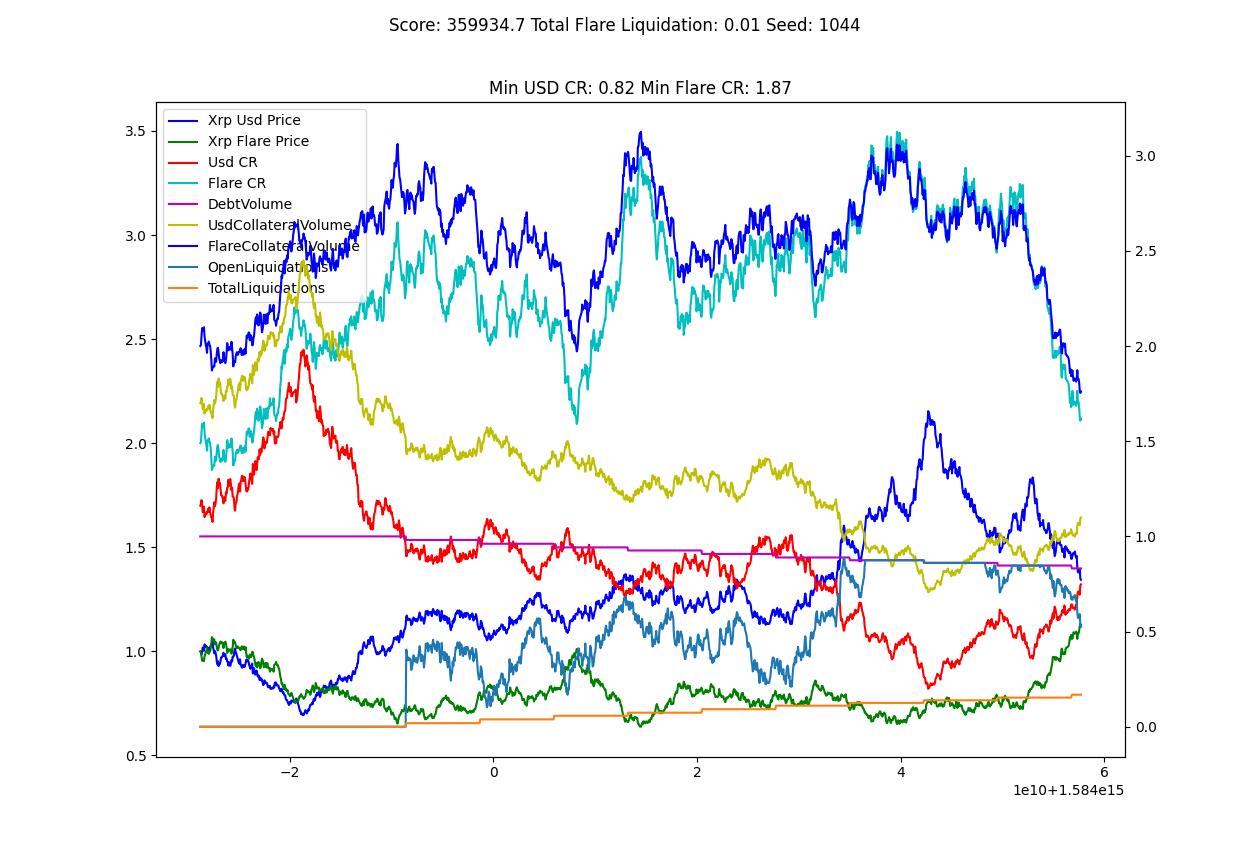 Score: 359934.7 Total Flare Liquidation: 0.01 Seed: 1044
Min USD CR: 0.82 Min Flare CR: 1.87
Xrp Usd Price
Xrp Flare Price
Usd CR
Flare CR
DebtVolume
UsdCollateralVolume
FlareCollateralVolume
OpenLiquidations
TotalLiquidations
3.5
3.0
2.5
2.0
1.5
1.0
0.5
3.0
2.5
2.0
1.5
1.0
0.5
0.0
−2 0 2 4 6
1e10+1.584e15